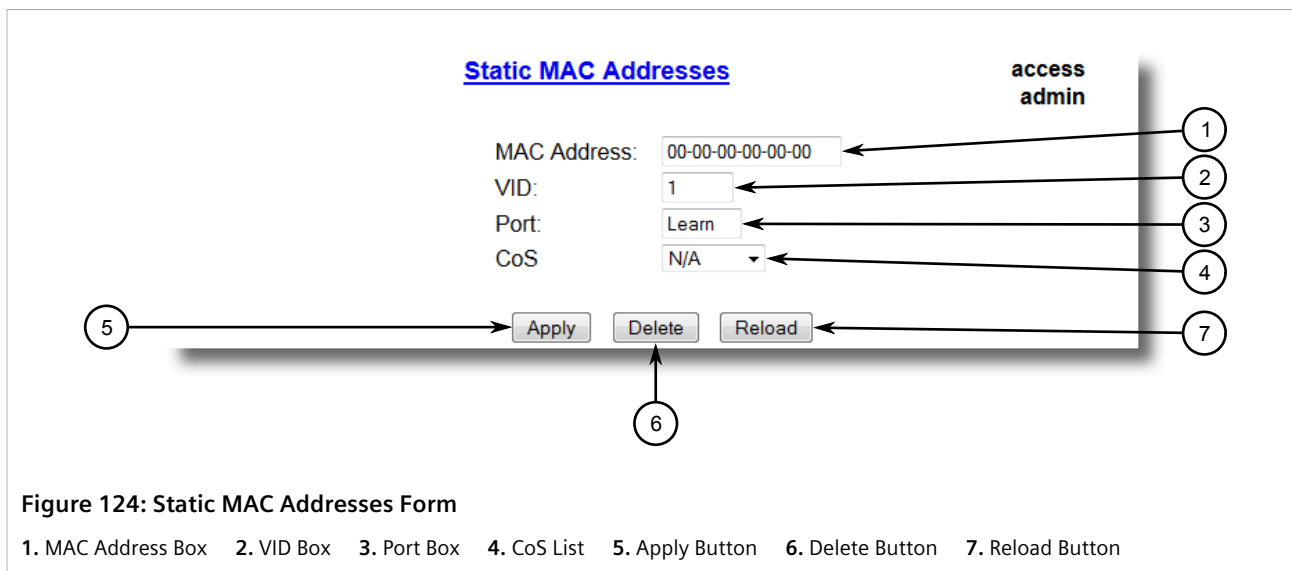 Static MAC Addresses
access
admin
MAC Address: 00-00-00-00-00-00
1
VID: 1
2
Port: Learn
3
CoS N/A
4
5
Apply Delete Reload
7
6
Figure 124: Static MAC Addresses Form
1. MAC Address Box 2. VID Box 3. Port Box 4. CoS List 5. Apply Button 6. Delete Button 7. Reload Button